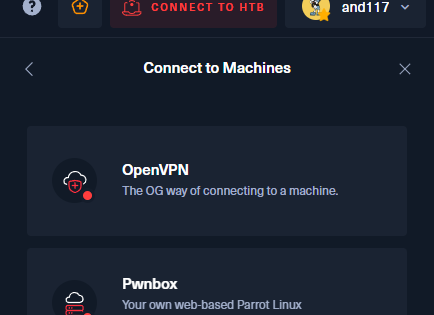 ?
CONNECT TO HTB
and117
Connect to Machines
OpenVPN
The OG way of connecting to a machine.
Pwnbox
Your own web-based Parrot Linux